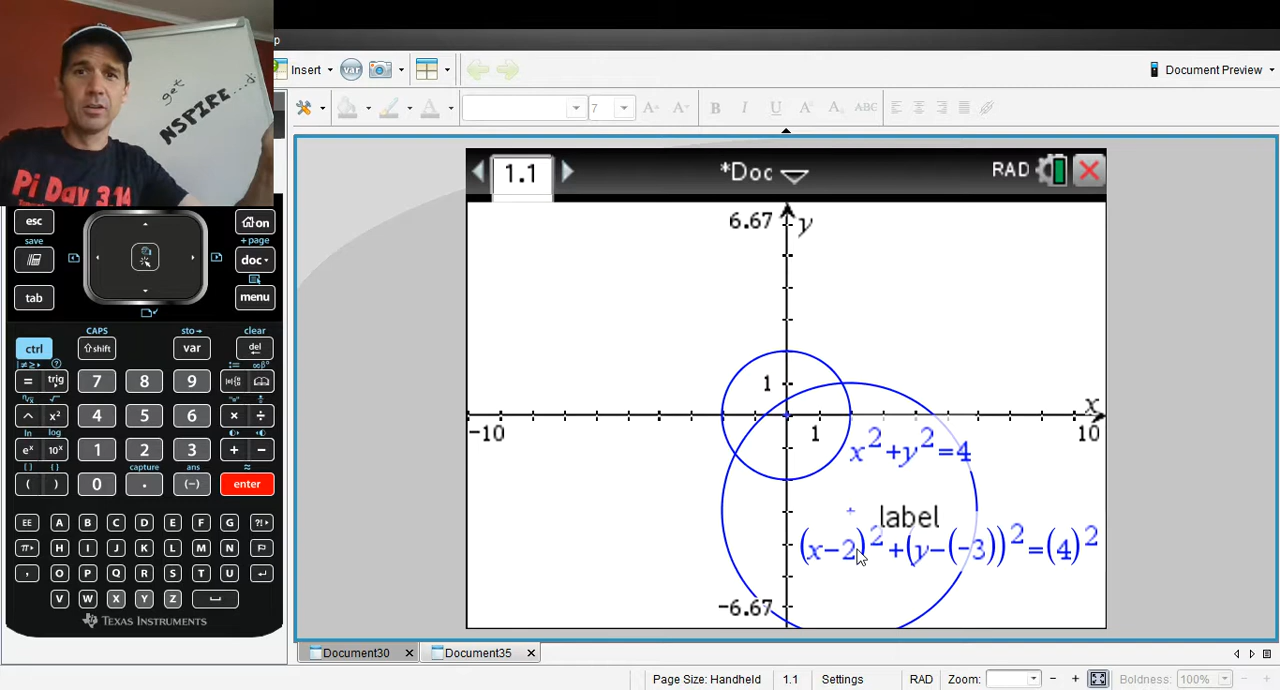 get
NSPIRE...
Pi Day 3.14
Insert
var
Document Preview
7
B I U A A ABC
1.1
*Doc
RAD
6.67 y
1
x
-10
1
10
x²+y²=4
label
(x-2)²+(y-(-3))²=(4)²
-6.67
esc
on
save
+ page
doc
tab
menu
CAPS
sto→
clear
ctrl
shift
var
del
= trig 7 8 9
^ x² 4 5 6 × ÷
ln log
eˣ 10ˣ 1 2 3 + −
[ ] { } capture ans ≈
( ) 0 . (−) enter
EE A B C D E F G ?!
π H I J K L M N
, O P Q R S T U
V W X Y Z
TEXAS INSTRUMENTS
Document30 Document35
Page Size: Handheld 1.1 Settings RAD Zoom: Boldness: 100%